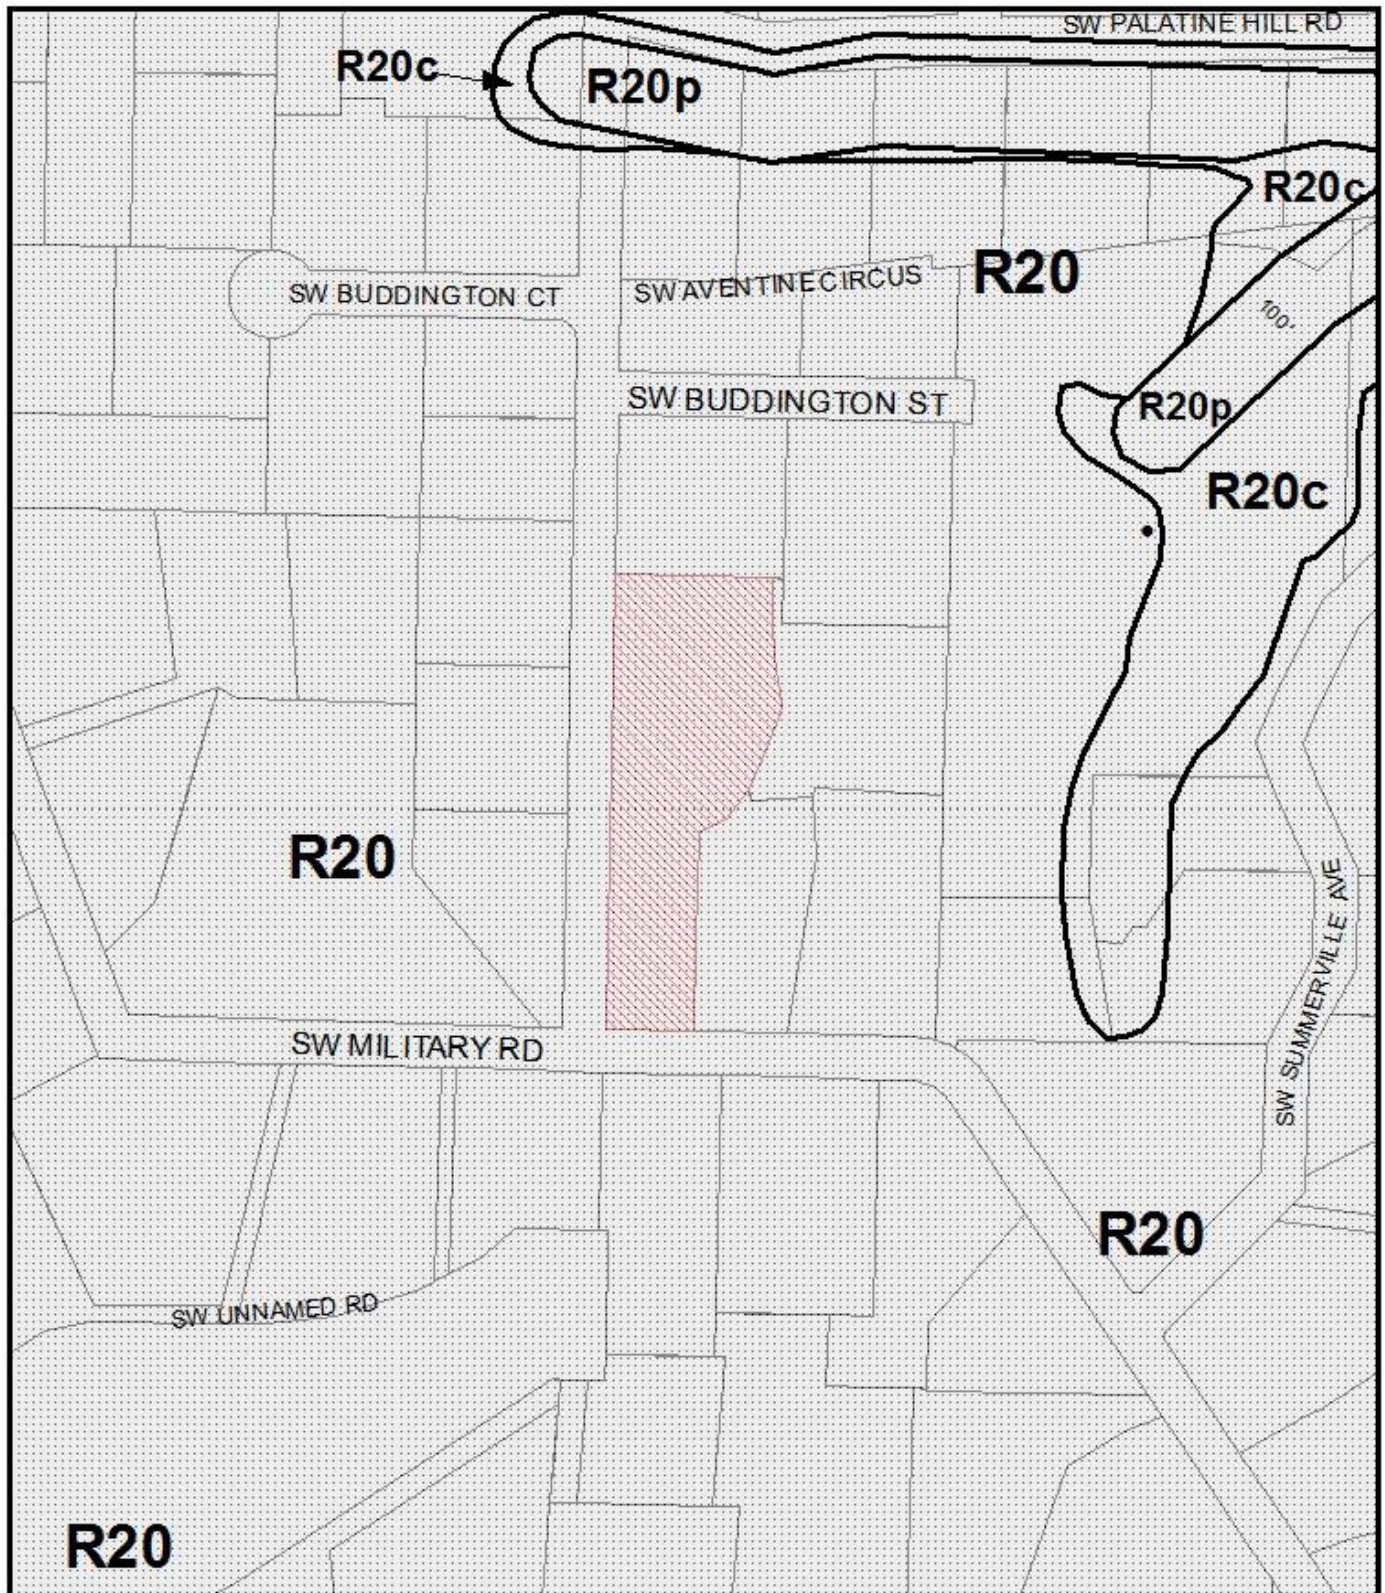 SW PALATINE HILL RD
R20c
R20p
R20c
R20
SW AVENTINE CIRCUS
SW BUDDINGTON CT
100'
SW BUDDINGTON ST
R20p
R20c
R20
SW SUMMERVILLE AVE
SW MILITARY RD
R20
SW UNNAMED RD
R20